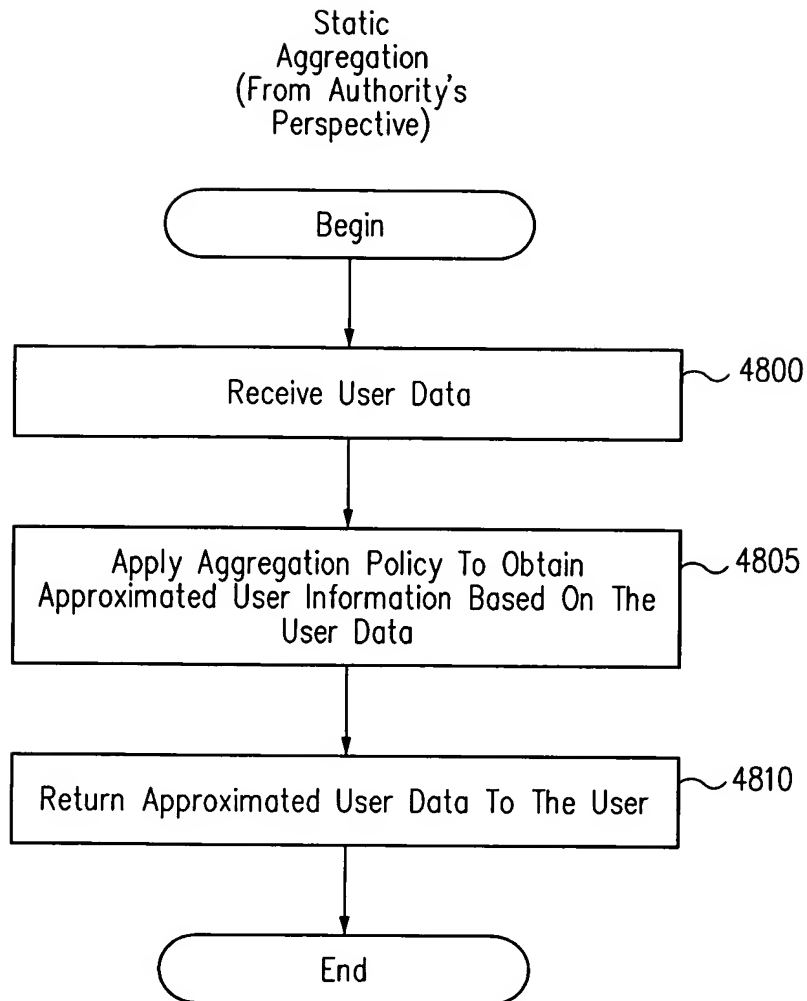 Static
Aggregation
(From Authority's
Perspective)
Begin
Receive User Data
4800
Apply Aggregation Policy To Obtain
Approximated User Information Based On The
User Data
4805
Return Approximated User Data To The User
4810
End